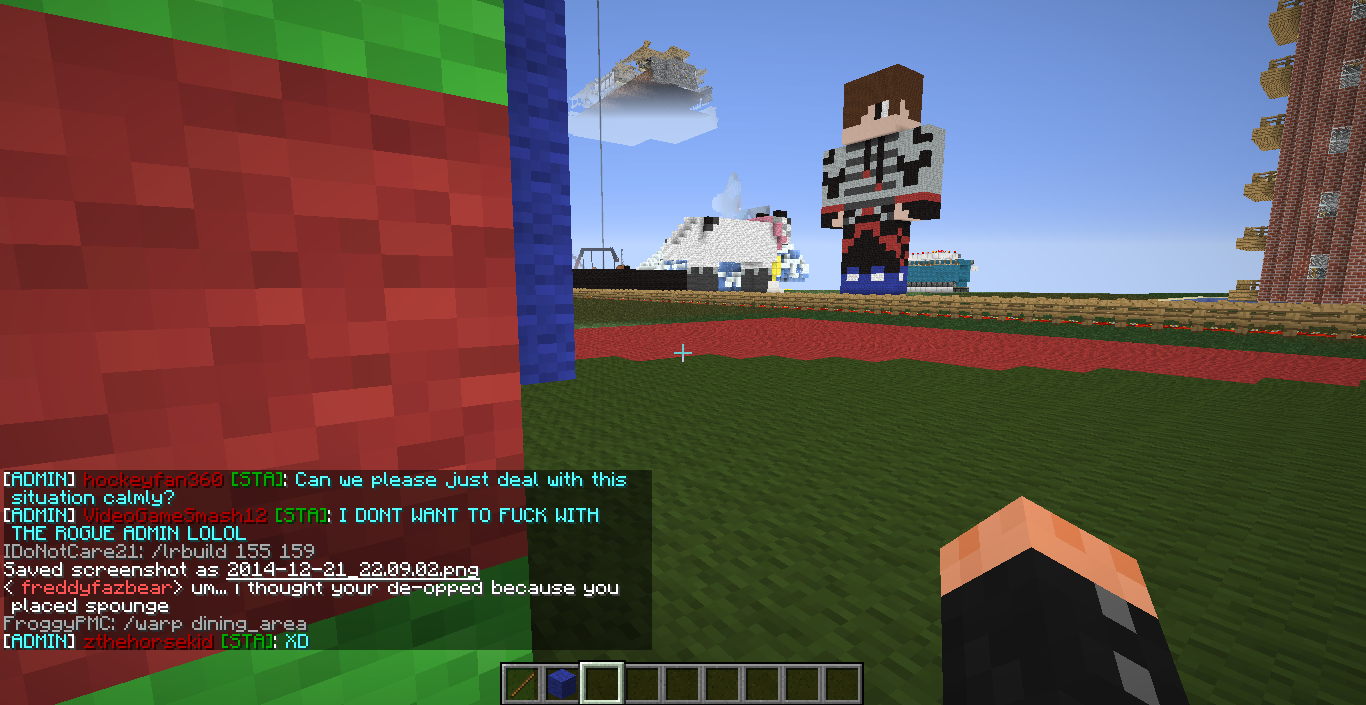 [ADMIN] hockeyfan360 [STA]: Can we please just deal with this
situation calmly?
[ADMIN] VideoGameSmash12 [STA]: I DONT WANT TO FUCK WITH
THE ROGUE ADMIN LOLOL
IDoNotCare21: /lrbuild 155 159
Saved screenshot as 2014-12-21_22.09.02.png
< freddyfazbear> um... i thought your de-opped because you
placed spounge
FroggyPMC: /warp dining_area
[ADMIN] zthehorsekid [STA]: XD